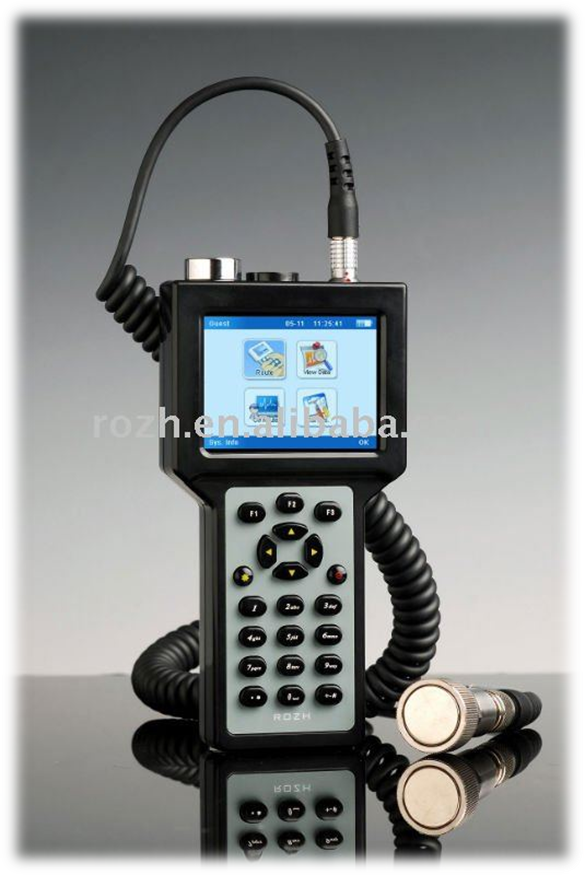 Guest 05-11 11:25:41
Route View Data
rozh.en.alibaba.
Sys. Info OK
F1 F2 F3
1 2abc 3def
4ghi 5jkl 6mno
7pqrs 8tuv 9wxy
ROZH